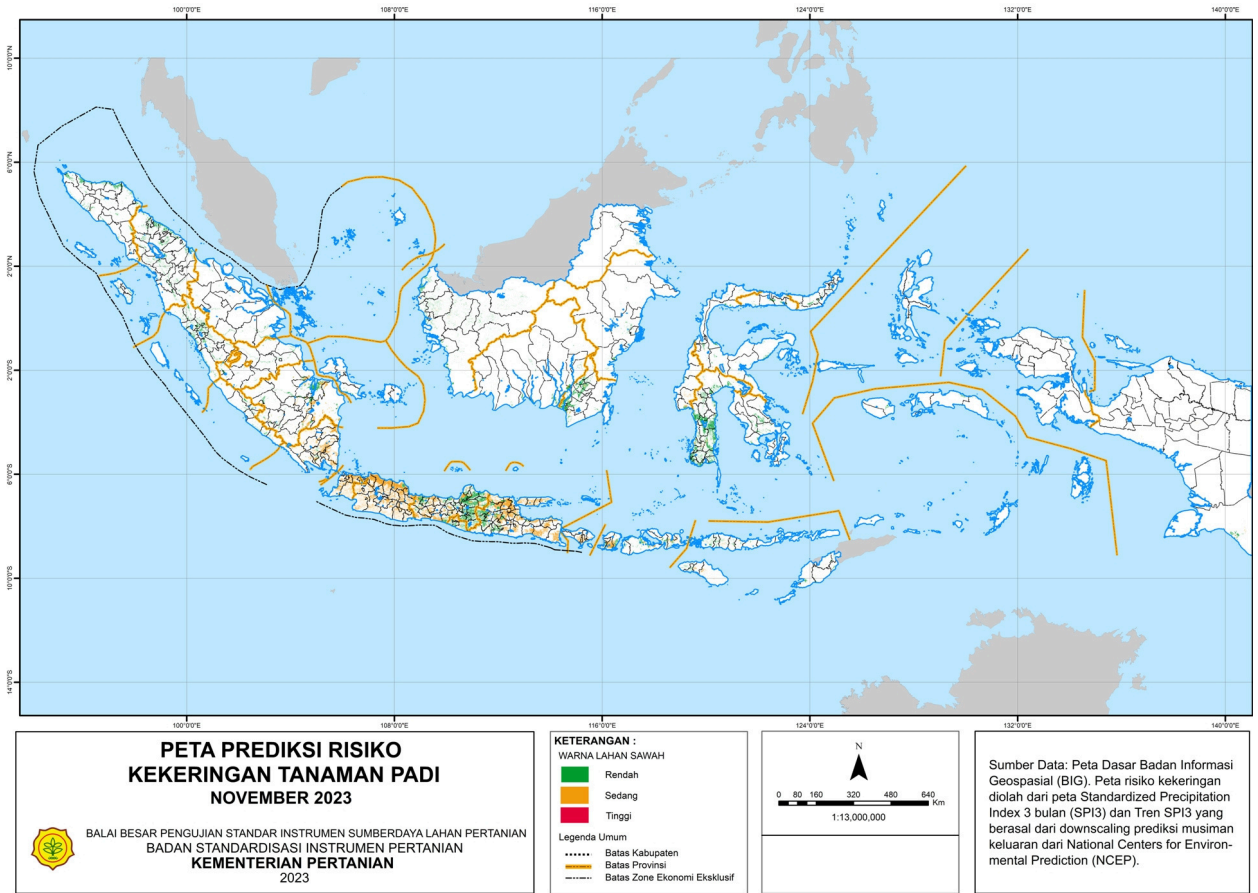 100°0'0"E 108°0'0"E 116°0'0"E 124°0'0"E 132°0'0"E 140°0'0"E
10°0'0"N
6°0'0"N
2°0'0"N
2°0'0"S
6°0'0"S
10°0'0"S
14°0'0"S
100°0'0"E 108°0'0"E 116°0'0"E 124°0'0"E 132°0'0"E 140°0'0"E
PETA PREDIKSI RISIKO
KEKERINGAN TANAMAN PADI
NOVEMBER 2023
BALAI BESAR PENGUJIAN STANDAR INSTRUMEN SUMBERDAYA LAHAN PERTANIAN
BADAN STANDARDISASI INSTRUMEN PERTANIAN
KEMENTERIAN PERTANIAN
2023
KETERANGAN :
WARNA LAHAN SAWAH
Rendah
Sedang
Tinggi
Legenda Umum
Batas Kabupaten
Batas Provinsi
Batas Zone Ekonomi Eksklusif
N
0 80 160 320 480 640
Km
1:13,000,000
Sumber Data: Peta Dasar Badan Informasi
Geospasial (BIG). Peta risiko kekeringan
diolah dari peta Standardized Precipitation
Index 3 bulan (SPI3) dan Tren SPI3 yang
berasal dari downscaling prediksi musiman
keluaran dari National Centers for Environ-
mental Prediction (NCEP).